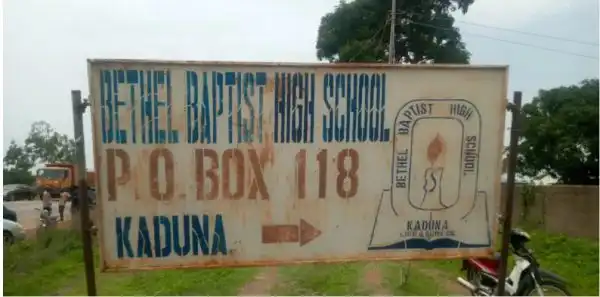 BETHEL BAPTIST HIGH SCHOOL
P.O.BOX 118
KADUNA
BETHEL BAPTIST HIGH SCHOOL
KADUNA